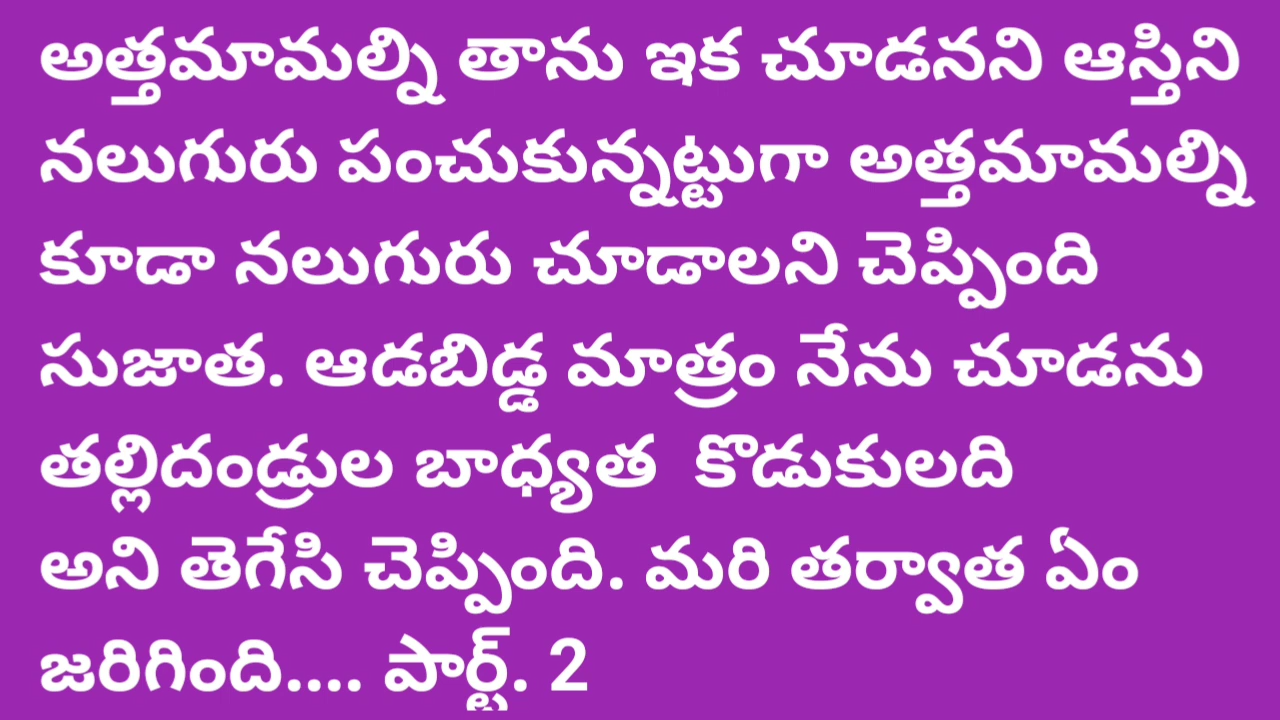 అత్తమామల్ని తాను ఇక చూడనని ఆస్తిని
నలుగురు పంచుకున్నట్టుగా అత్తమామల్ని
కూడా నలుగురు చూడాలని చెప్పింది
సుజాత. ఆడబిడ్డ మాత్రం నేను చూడను
తల్లిదండ్రుల బాధ్యత  కొడుకులది
అని తెగేసి చెప్పింది. మరి తర్వాత ఏం
జరిగింది.... పార్ట్. 2